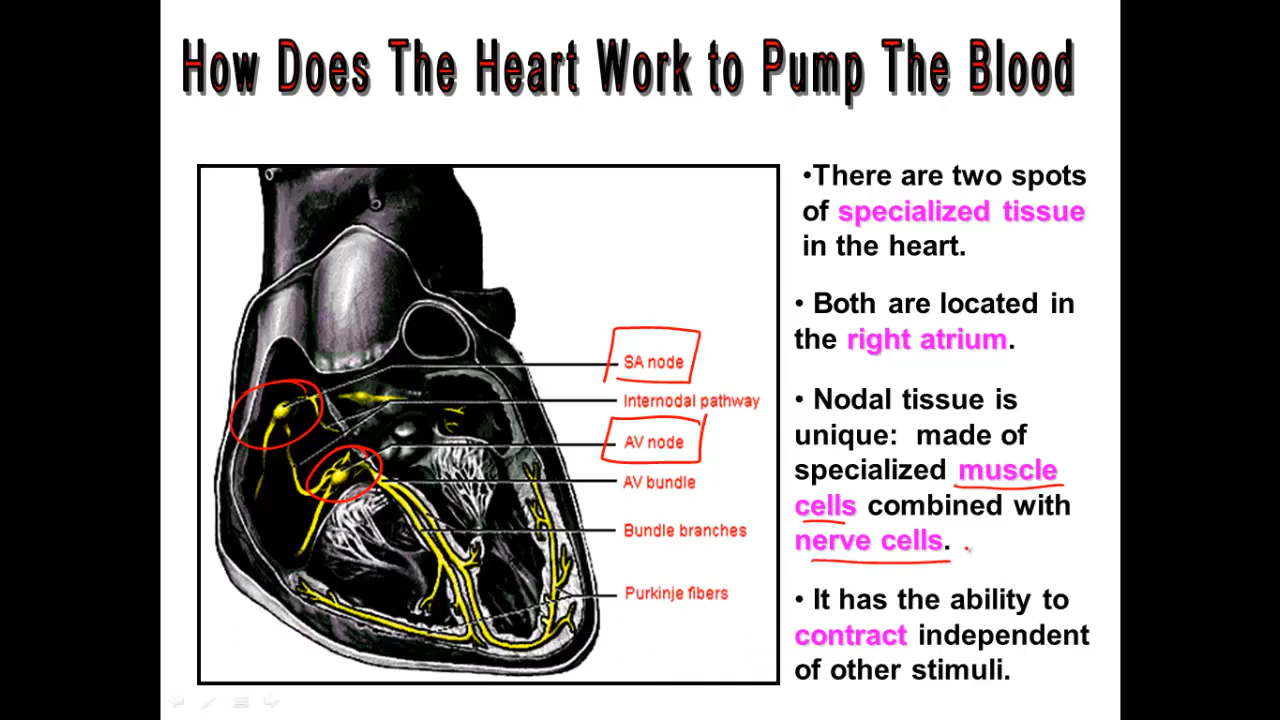 How Does The Heart Work to Pump The Blood
SA node
Internodal pathway
AV node
AV bundle
Bundle branches
Purkinje fibers
•There are two spots
of specialized tissue
in the heart.
• Both are located in
the right atrium.
• Nodal tissue is
unique: made of
specialized muscle
cells combined with
nerve cells.
• It has the ability to
contract independent
of other stimuli.